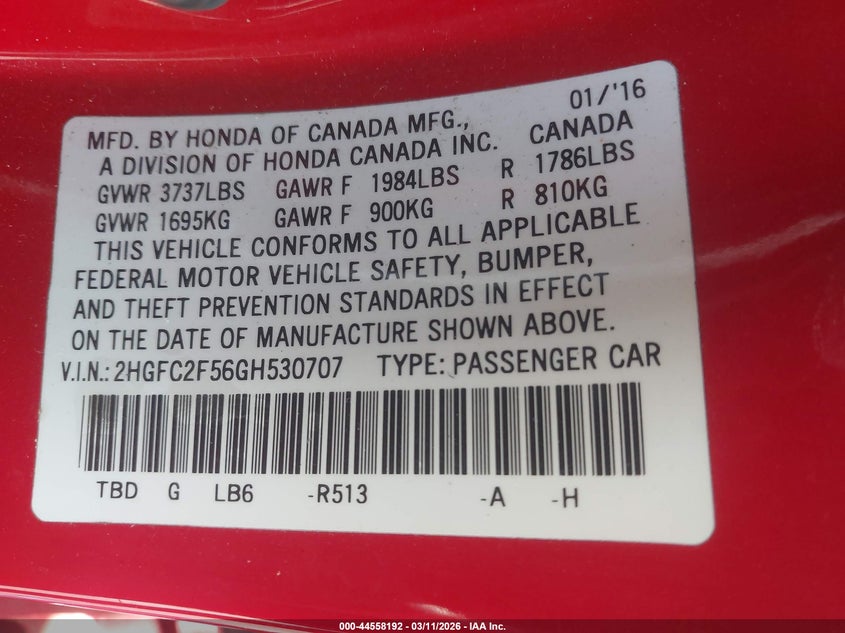 01/'16
MFD. BY HONDA OF CANADA MFG., CANADA
A DIVISION OF HONDA CANADA INC.
GVWR 3737LBS GAWR F 1984LBS R 1786LBS
GVWR 1695KG GAWR F 900KG R 810KG
THIS VEHICLE CONFORMS TO ALL APPLICABLE
FEDERAL MOTOR VEHICLE SAFETY, BUMPER,
AND THEFT PREVENTION STANDARDS IN EFFECT
ON THE DATE OF MANUFACTURE SHOWN ABOVE.
V.I.N.: 2HGFC2F56GH530707 TYPE: PASSENGER CAR
TBD G LB6 -R513 -A -H
000-44558192 - 03/11/2026 - IAA Inc.